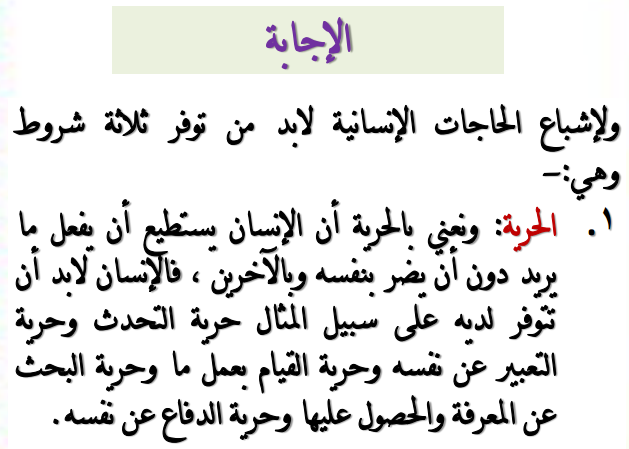 الإجابة
ولإشباع الحاجات الإنسانية لابد من توفر ثلاثة شروط
وهي:-
١. الحرية: ونعني بالحرية أن الإنسان يستطيع أن يفعل ما
يريد دون أن يضر بنفسه وبالآخرين ، فالإنسان لابد أن
تتوفر لديه على سبيل المثال حرية التحدث وحرية
التعبير عن نفسه وحرية القيام بعمل ما وحرية البحث
عن المعرفة والحصول عليها وحرية الدفاع عن نفسه.